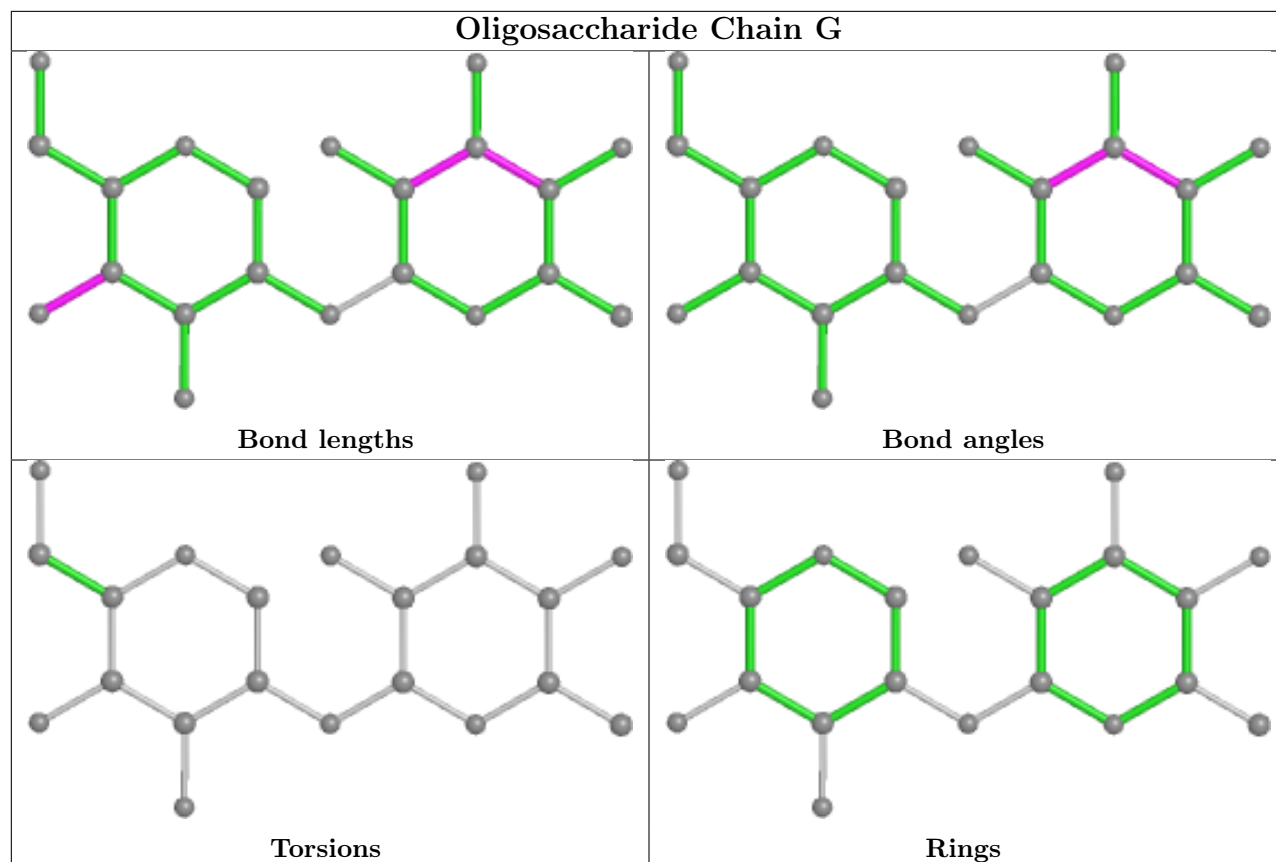 Oligosaccharide Chain G
Bond lengths
Bond angles
Torsions
Rings